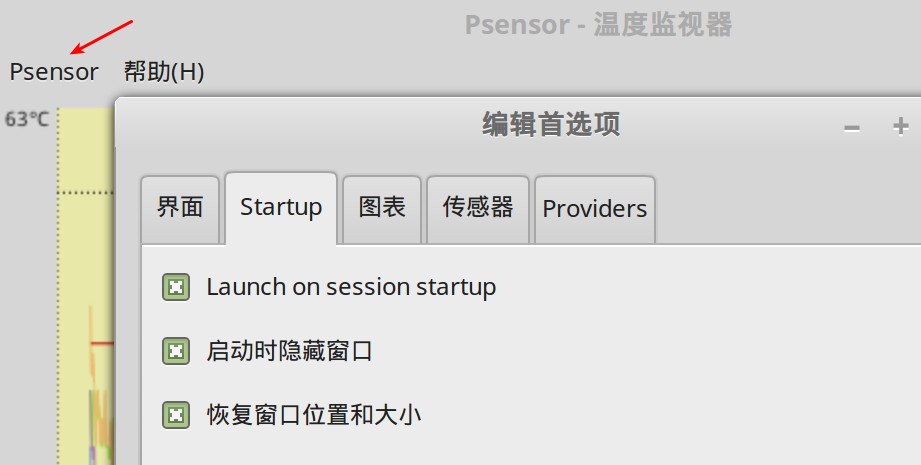 Psensor - 温度监视器
Psensor 帮助(H)
63°C
编辑首选项
界面 Startup 图表 传感器 Providers
Launch on session startup
启动时隐藏窗口
恢复窗口位置和大小